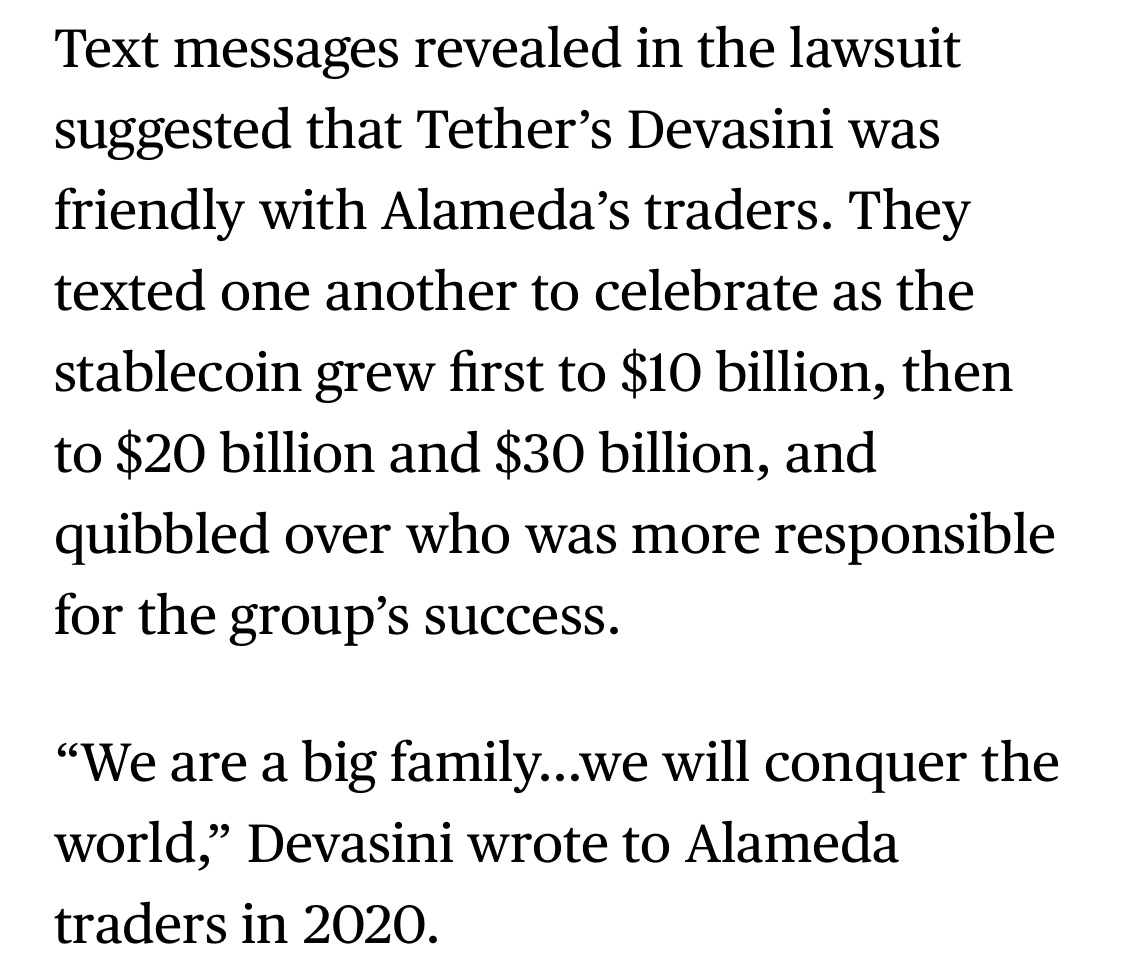 Text messages revealed in the lawsuit
suggested that Tether’s Devasini was
friendly with Alameda’s traders. They
texted one another to celebrate as the
stablecoin grew first to $10 billion, then
to $20 billion and $30 billion, and
quibbled over who was more responsible
for the group’s success.
“We are a big family...we will conquer the
world,” Devasini wrote to Alameda
traders in 2020.